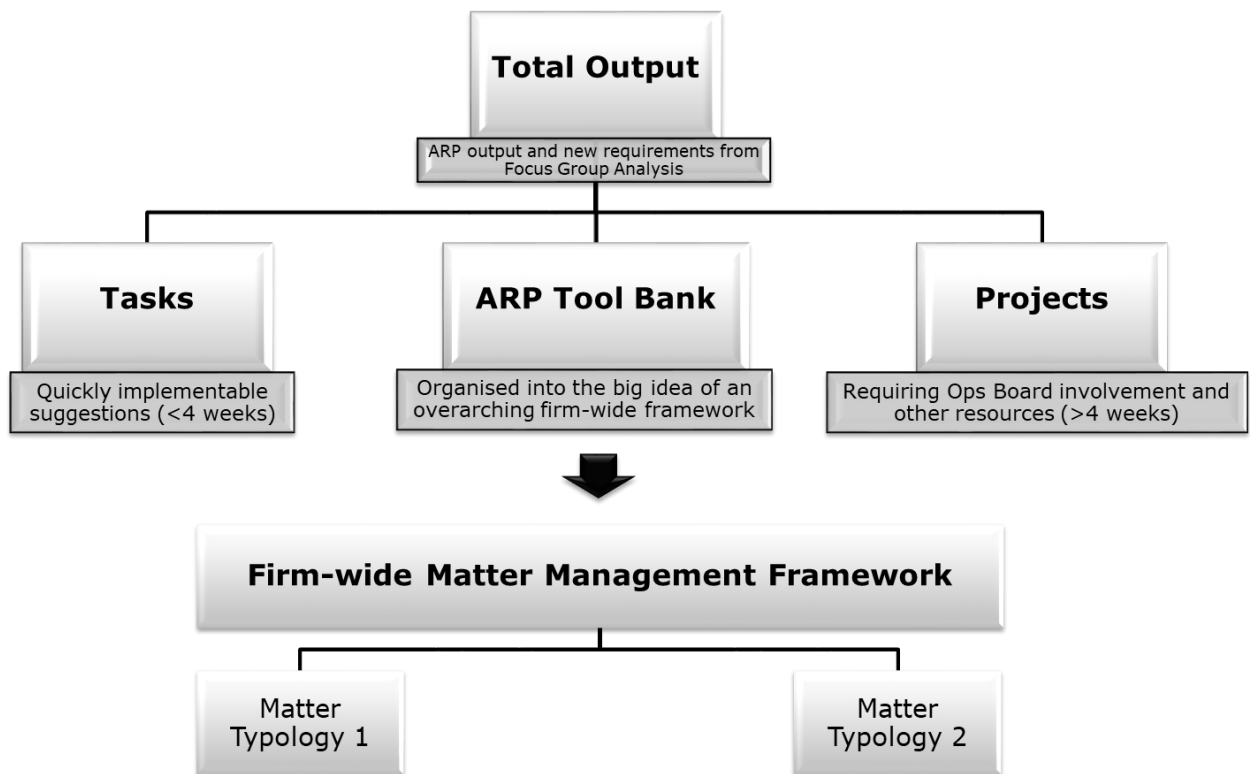 Total Output
ARP output and new requirements from
Focus Group Analysis
Tasks
Quickly implementable
suggestions (<4 weeks)
ARP Tool Bank
Organised into the big idea of an
overarching firm-wide framework
Projects
Requiring Ops Board involvement and
other resources (>4 weeks)
Firm-wide Matter Management Framework
Matter
Typology 1
Matter
Typology 2